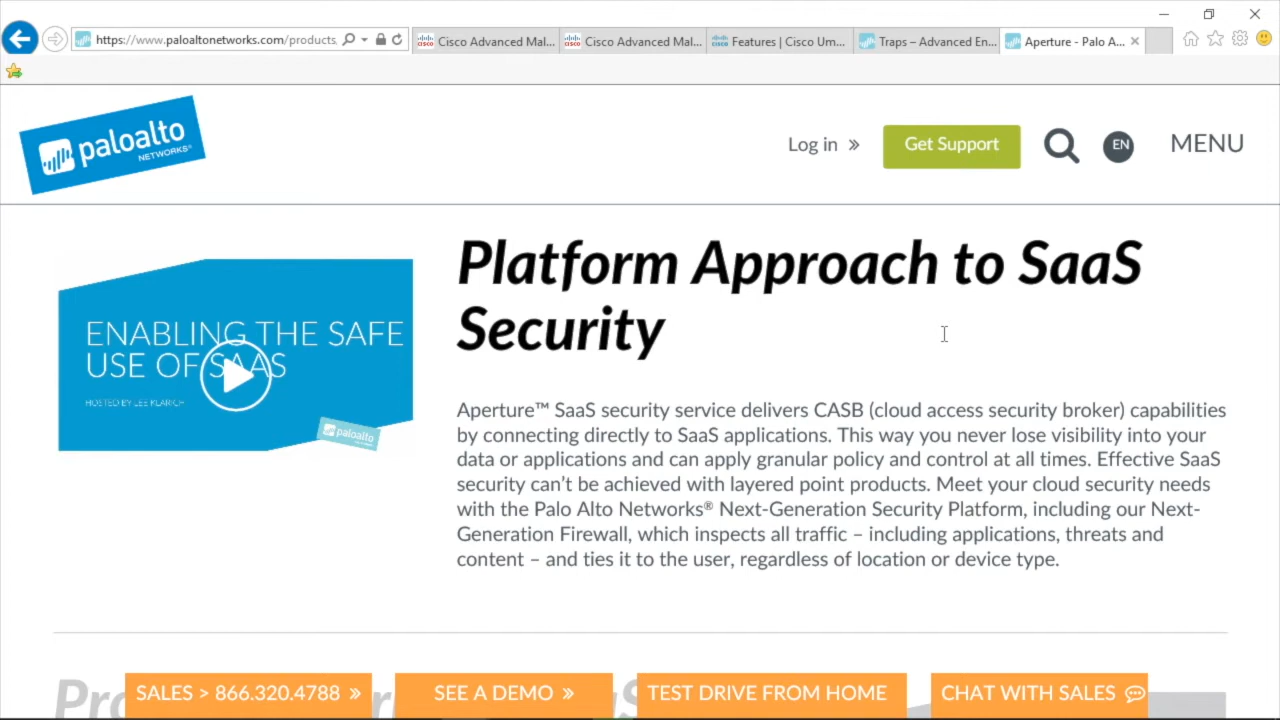 https://www.paloaltonetworks.com/products
Cisco Advanced Mal...
Cisco Advanced Mal...
Features | Cisco Um...
Traps – Advanced En...
Aperture - Palo A...
paloalto
NETWORKS®
Log in »
Get Support
EN
MENU
Platform Approach to SaaS
Security
ENABLING THE SAFE
USE OF SAAS
HOSTED BY LEE KLARICH
paloalto
Aperture™ SaaS security service delivers CASB (cloud access security broker) capabilities
by connecting directly to SaaS applications. This way you never lose visibility into your
data or applications and can apply granular policy and control at all times. Effective SaaS
security can’t be achieved with layered point products. Meet your cloud security needs
with the Palo Alto Networks® Next-Generation Security Platform, including our Next-
Generation Firewall, which inspects all traffic – including applications, threats and
content – and ties it to the user, regardless of location or device type.
SALES > 866.320.4788 »
SEE A DEMO »
TEST DRIVE FROM HOME
CHAT WITH SALES